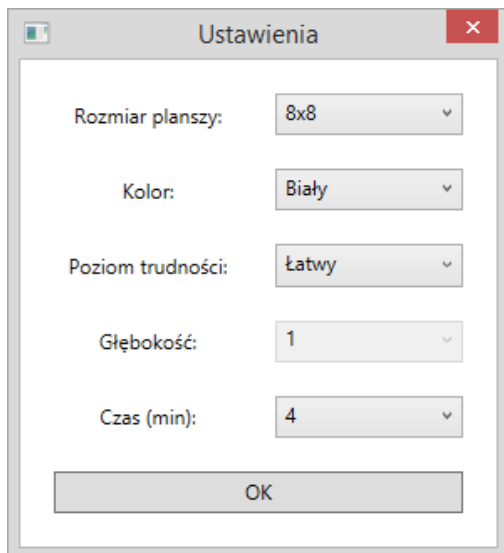 Ustawienia
Rozmiar planszy: 8x8
Kolor: Biały
Poziom trudności: Łatwy
Głębokość: 1
Czas (min): 4
OK